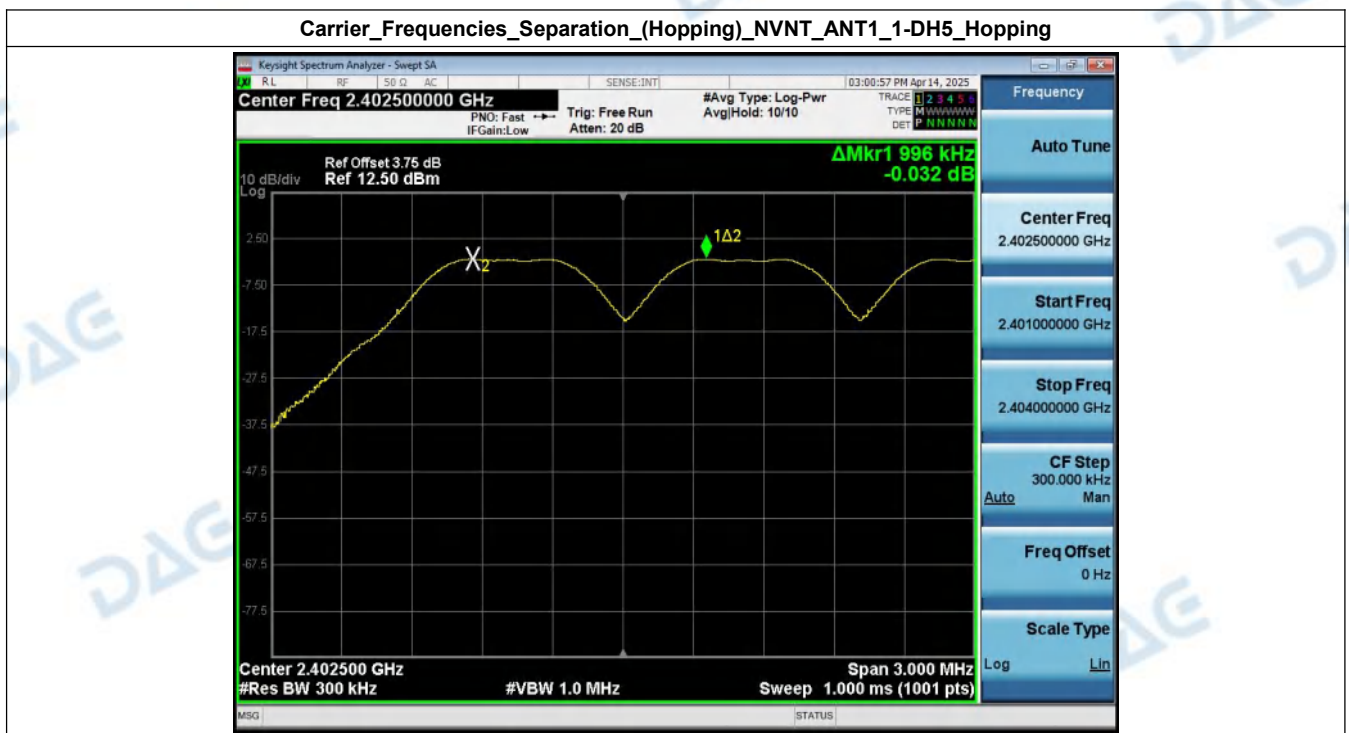 Carrier_Frequencies_Separation_(Hopping)_NVNT_ANT1_1-DH5_Hopping
Keysight Spectrum Analyzer - Swept SA
LXI RL RF 50 Ω AC SENSE:INT 03:00:57 PM Apr 14, 2025
Center Freq 2.402500000 GHz
PNO: Fast
IFGain:Low
Trig: Free Run
Atten: 20 dB
#Avg Type: Log-Pwr
Avg|Hold: 10/10
TRACE 1 2 3 4 5 6
TYPE M WWWWW
DET P N N N N N
ΔMkr1 996 kHz
-0.032 dB
Ref Offset 3.75 dB
10 dB/div Ref 12.50 dBm
Log
2.50
-7.50
-17.5
-27.5
-37.5
-47.5
-57.5
-67.5
-77.5
X2
1Δ2
Center 2.402500 GHz Span 3.000 MHz
#Res BW 300 kHz #VBW 1.0 MHz Sweep 1.000 ms (1001 pts)
MSG STATUS
Frequency
Auto Tune
Center Freq
2.402500000 GHz
Start Freq
2.401000000 GHz
Stop Freq
2.404000000 GHz
CF Step
300.000 kHz
Auto Man
Freq Offset
0 Hz
Scale Type
Log Lin
DAG
DAG